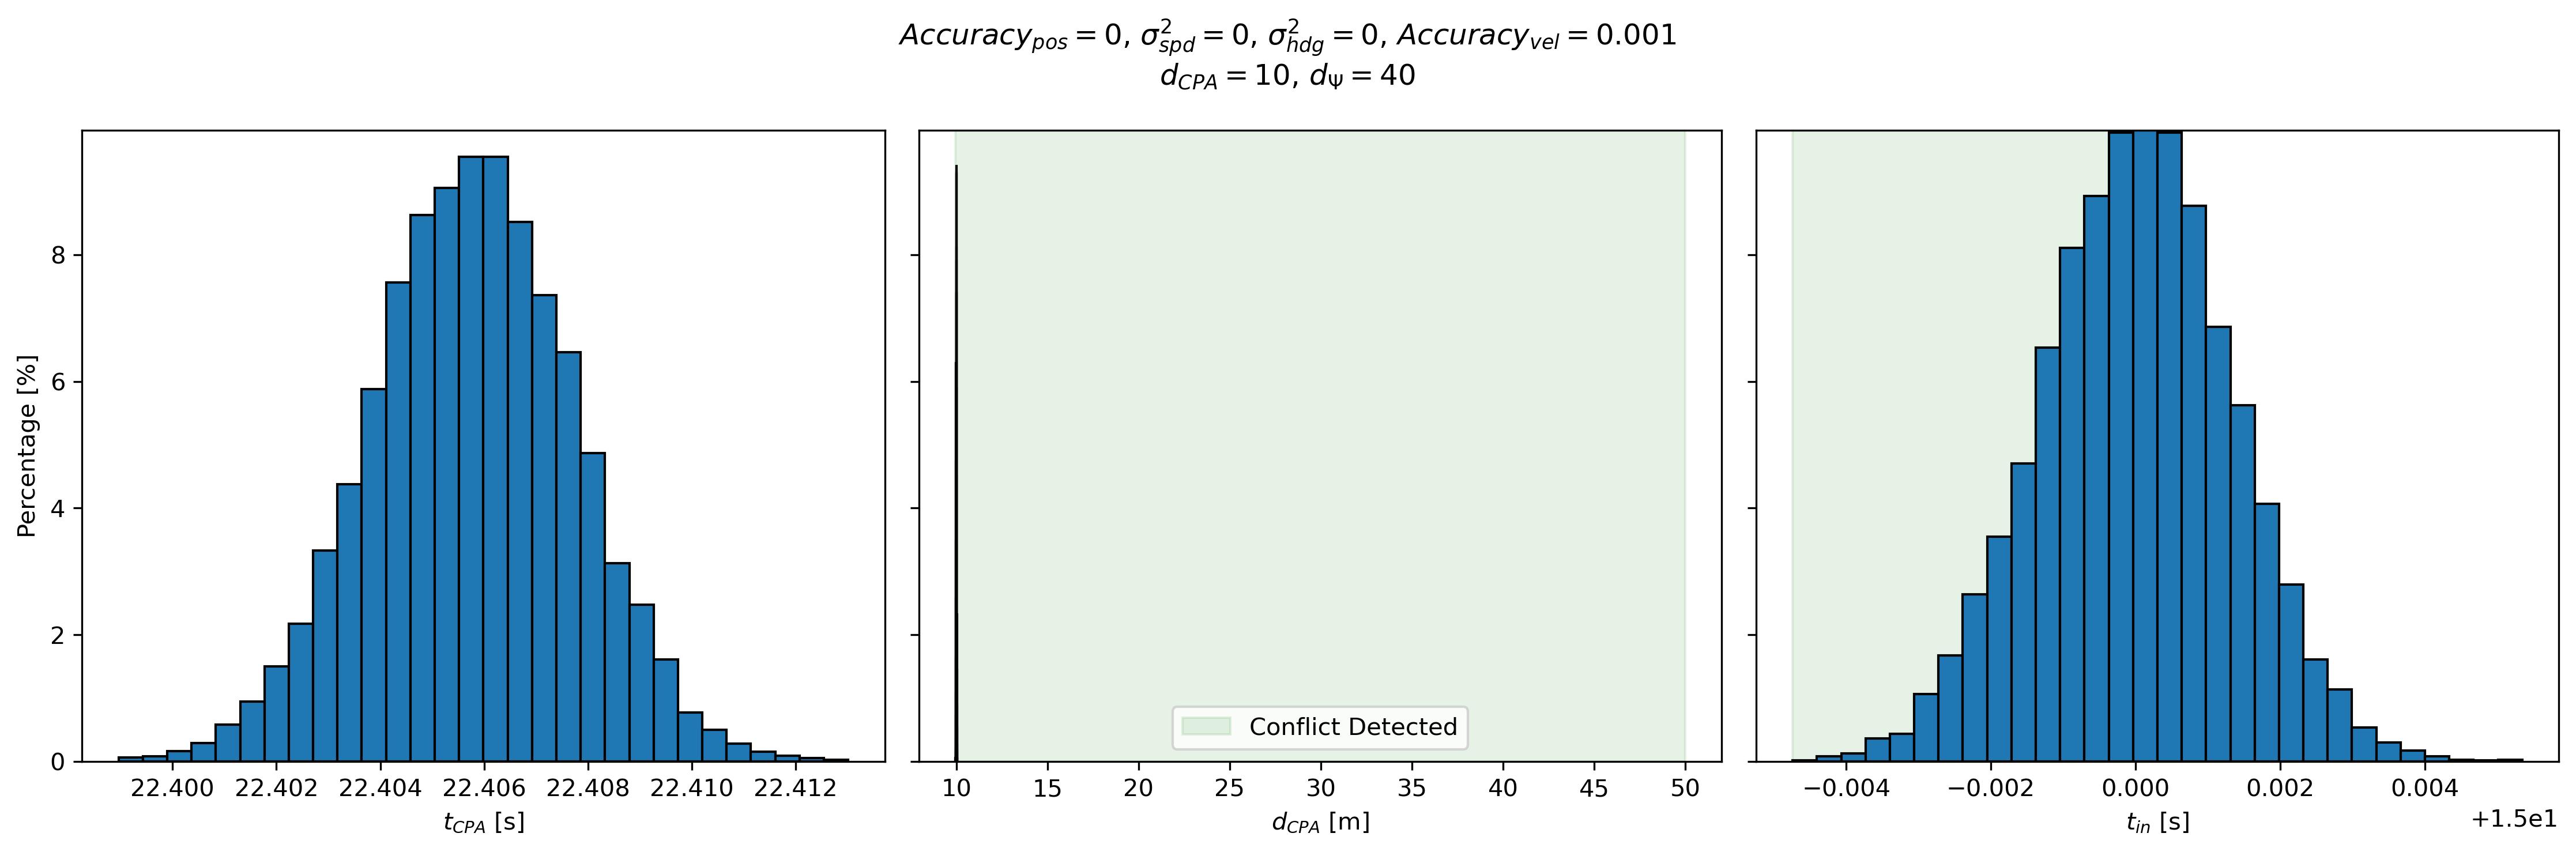 Accuracy_pos = 0, σ²_spd = 0, σ²_hdg = 0, Accuracy_vel = 0.001
d_CPA = 10, d_Ψ = 40
Percentage [%]
8
6
4
2
0
22.400 22.402 22.404 22.406 22.408 22.410 22.412
t_CPA [s]
Conflict Detected
10 15 20 25 30 35 40 45 50
d_CPA [m]
−0.004 −0.002 0.000 0.002 0.004
+1.5e1
t_in [s]